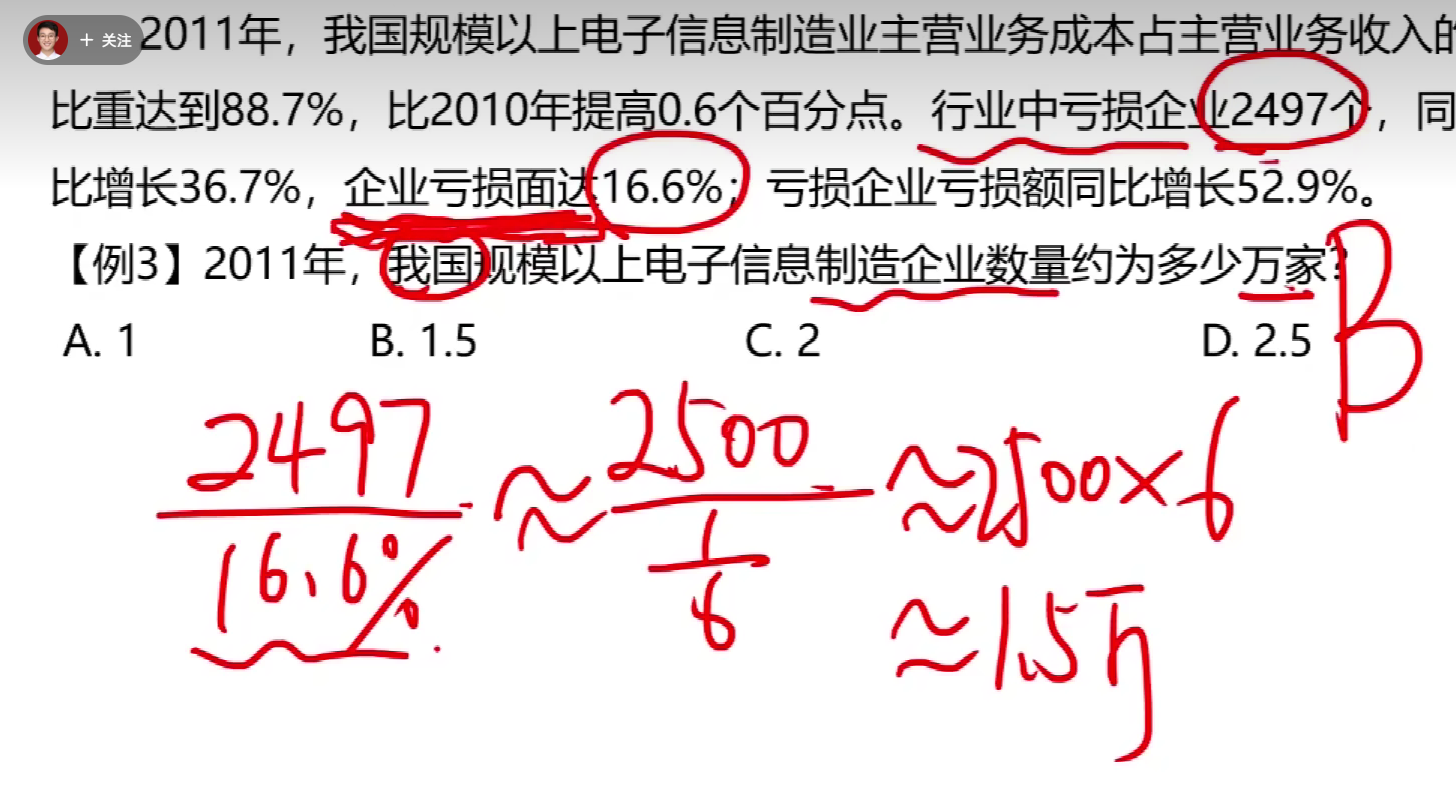 + 关注
2011年，我国规模以上电子信息制造业主营业务成本占主营业务收入的
比重达到88.7%，比2010年提高0.6个百分点。行业中亏损企业2497个，同
比增长36.7%，企业亏损面达16.6%；亏损企业亏损额同比增长52.9%。
【例3】2011年，我国规模以上电子信息制造企业数量约为多少万家？
A. 1 B. 1.5 C. 2 D. 2.5
B
2497 ≈ 2500 ≈2500×6
16.6% 1
6
≈1.5万